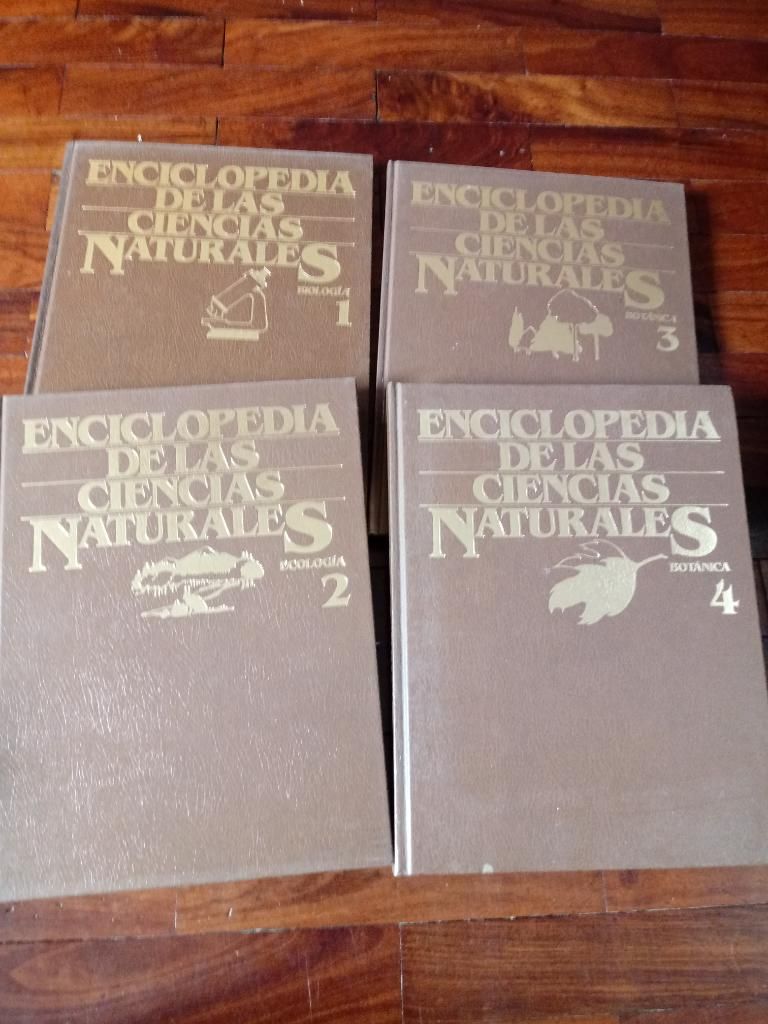 ENCICLOPEDIA
DE LAS
CIENCIAS
NATURALES
BIOLOGÍA
1
ENCICLOPEDIA
DE LAS
CIENCIAS
NATURALES
BOTÁNICA
3
ENCICLOPEDIA
DE LAS
CIENCIAS
NATURALES
ECOLOGÍA
2
ENCICLOPEDIA
DE LAS
CIENCIAS
NATURALES
BOTÁNICA
4